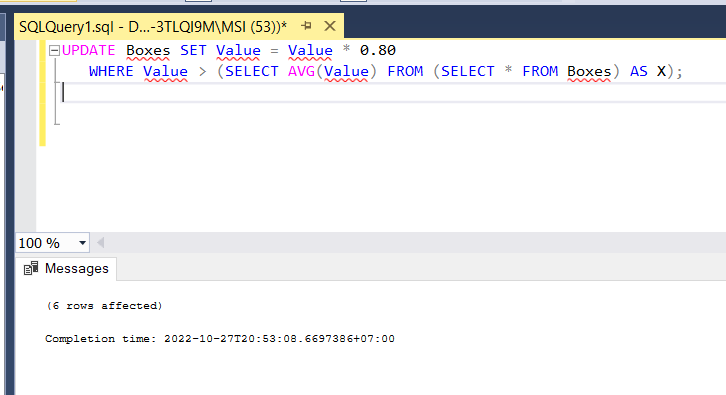 SQLQuery1.sql - D...-3TLQI9M\MSI (53))*
UPDATE Boxes SET Value = Value * 0.80
WHERE Value > (SELECT AVG(Value) FROM (SELECT * FROM Boxes) AS X);
100 %
Messages
(6 rows affected)
Completion time: 2022-10-27T20:53:08.6697386+07:00